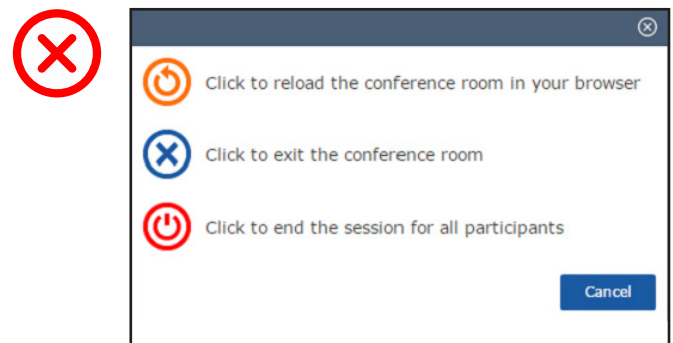 Click to reload the conference room in your browser
Click to exit the conference room
Click to end the session for all participants
Cancel